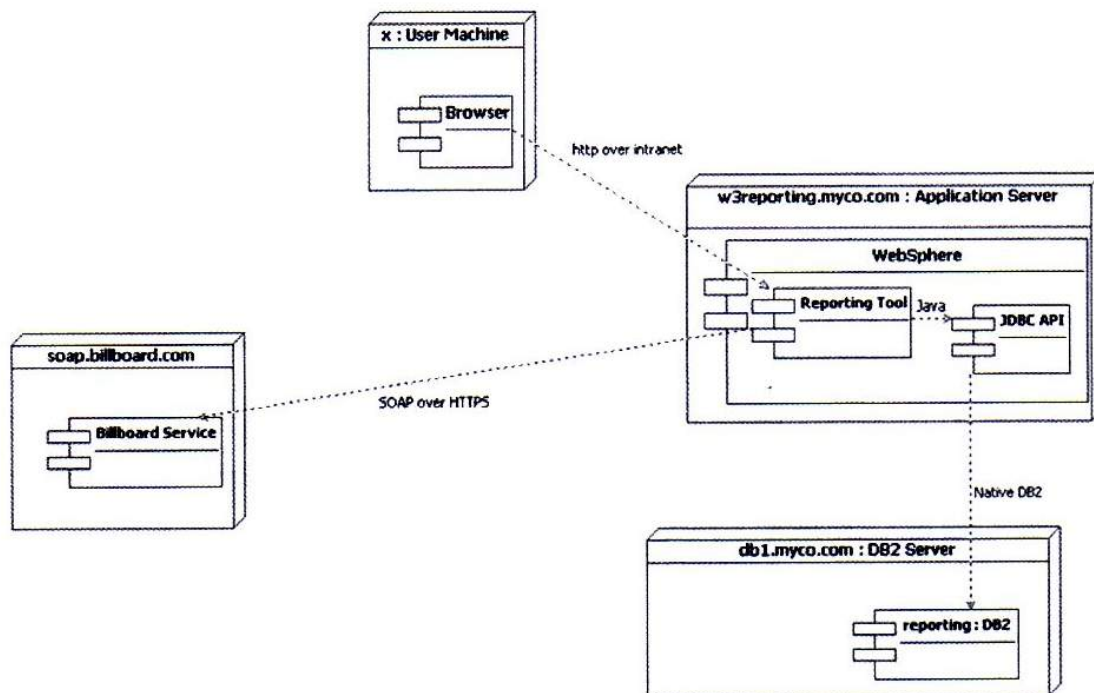 x : User Machine
Browser
http over intranet
w3reporting.myco.com : Application Server
WebSphere
Reporting Tool
Java
JDBC API
soap.billboard.com
SOAP over HTTPS
Billboard Service
Native DB2
db1.myco.com : DB2 Server
reporting : DB2